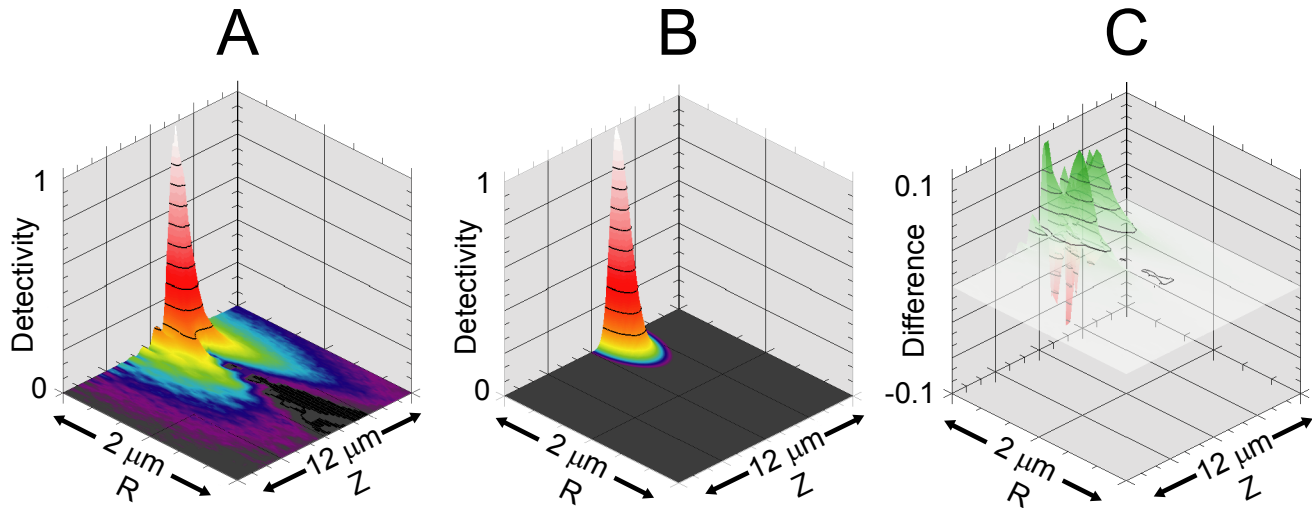 A
B
C
1
Detectivity
0
2 μm
R
12 μm
Z
1
Detectivity
0
2 μm
R
12 μm
Z
0.1
Difference
-0.1
2 μm
R
12 μm
Z